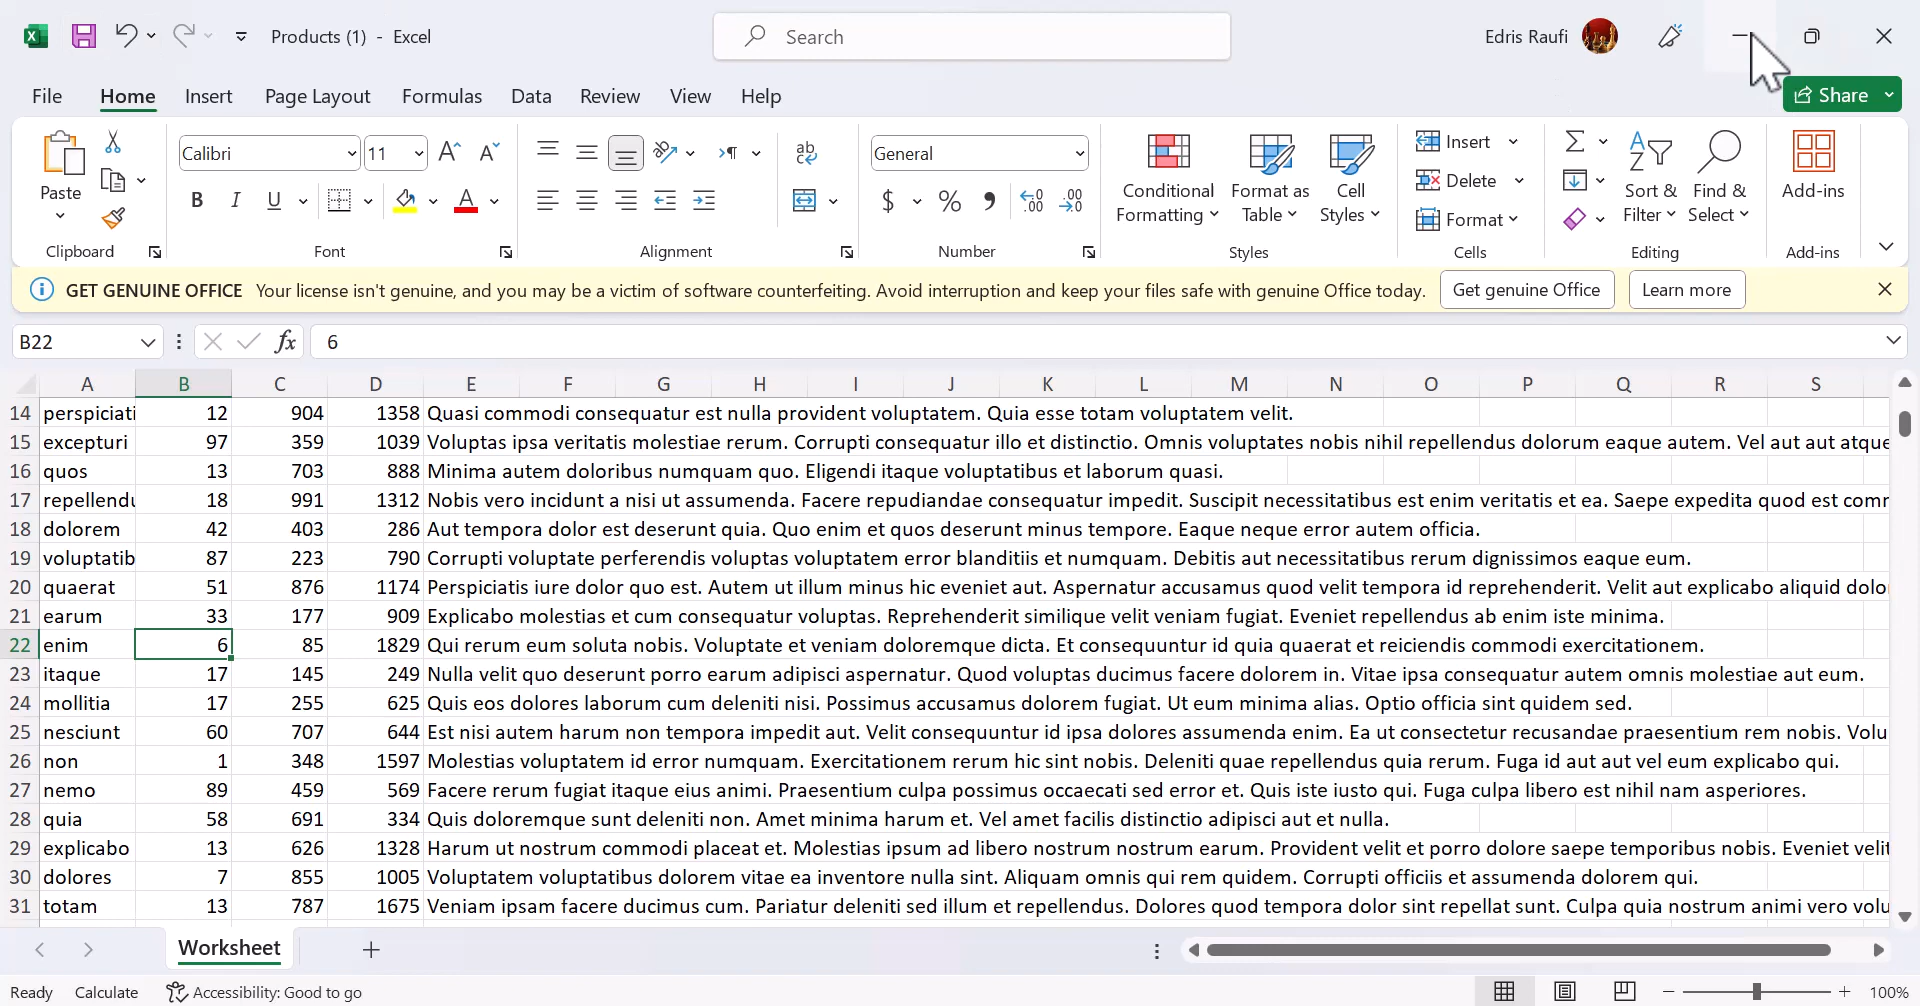 Products (1) - Excel
Search
Edris Raufi
File Home Insert Page Layout Formulas Data Review View Help
Share
Paste
Clipboard
Calibri 11
B I U A
Font
Alignment
General
$ % 9
Number
Conditional Formatting
Format as Table
Cell Styles
Styles
Insert
Delete
Format
Cells
Sort & Filter
Find & Select
Editing
Add-ins
Add-ins
GET GENUINE OFFICE Your license isn't genuine, and you may be a victim of software counterfeiting. Avoid interruption and keep your files safe with genuine Office today. Get genuine Office Learn more
B22 fx 6
A B C D E F G H I J K L M N O P Q R S
14 perspiciati 12 904 1358 Quasi commodi consequatur est nulla provident voluptatem. Quia esse totam voluptatem velit.
15 excepturi 97 359 1039 Voluptas ipsa veritatis molestiae rerum. Corrupti consequatur illo et distinctio. Omnis voluptates nobis nihil repellendus dolorum eaque autem. Vel aut aut atque
16 quos 13 703 888 Minima autem doloribus numquam quo. Eligendi itaque voluptatibus et laborum quasi.
17 repellendu 18 991 1312 Nobis vero incidunt a nisi ut assumenda. Facere repudiandae consequatur impedit. Suscipit necessitatibus est enim veritatis et ea. Saepe expedita quod est comm
18 dolorem 42 403 286 Aut tempora dolor est deserunt quia. Quo enim et quos deserunt minus tempore. Eaque neque error autem officia.
19 voluptatib 87 223 790 Corrupti voluptate perferendis voluptas voluptatem error blanditiis et numquam. Debitis aut necessitatibus rerum dignissimos eaque eum.
20 quaerat 51 876 1174 Perspiciatis iure dolor quo est. Autem ut illum minus hic eveniet aut. Aspernatur accusamus quod velit tempora id reprehenderit. Velit aut explicabo aliquid dolo
21 earum 33 177 909 Explicabo molestias et cum consequatur voluptas. Reprehenderit similique velit veniam fugiat. Eveniet repellendus ab enim iste minima.
22 enim 6 85 1829 Qui rerum eum soluta nobis. Voluptate et veniam doloremque dicta. Et consequuntur id quia quaerat et reiciendis commodi exercitationem.
23 itaque 17 145 249 Nulla velit quo deserunt porro earum adipisci aspernatur. Quod voluptas ducimus facere dolorem in. Vitae ipsa consequatur autem omnis molestiae aut eum.
24 mollitia 17 255 625 Quis eos dolores laborum cum deleniti nisi. Possimus accusamus dolorem fugiat. Ut eum minima alias. Optio officia sint quidem sed.
25 nesciunt 60 707 644 Est nisi autem harum non tempora impedit aut. Velit consequuntur id ipsa dolores assumenda enim. Ea ut consectetur recusandae praesentium rem nobis. Volu
26 non 1 348 1597 Molestias voluptatem id error numquam. Exercitationem rerum hic sint nobis. Deleniti quae repellendus quia rerum. Fuga id aut aut vel eum explicabo qui.
27 nemo 89 459 569 Facere rerum fugiat itaque eius animi. Praesentium culpa possimus occaecati sed error et. Quis iste iusto qui. Fuga culpa libero est nihil nam asperiores.
28 quia 58 691 334 Quis doloremque sunt deleniti non. Amet minima harum et. Vel amet facilis distinctio adipisci aut et nulla.
29 explicabo 13 626 1328 Harum ut nostrum commodi placeat et. Molestias ipsum ad libero nostrum nostrum earum. Provident velit et porro dolore saepe temporibus nobis. Eveniet velit
30 dolores 7 855 1005 Voluptatem voluptatibus dolorem vitae ea inventore nulla sint. Aliquam omnis qui rem quidem. Corrupti officiis et assumenda dolorem qui.
31 totam 13 787 1675 Veniam ipsam facere ducimus cum. Pariatur deleniti sed illum et repellendus. Dolores quod tempora dolor sint repellat sunt. Culpa quia nostrum animi vero volu
Worksheet
Ready Calculate Accessibility: Good to go 100%